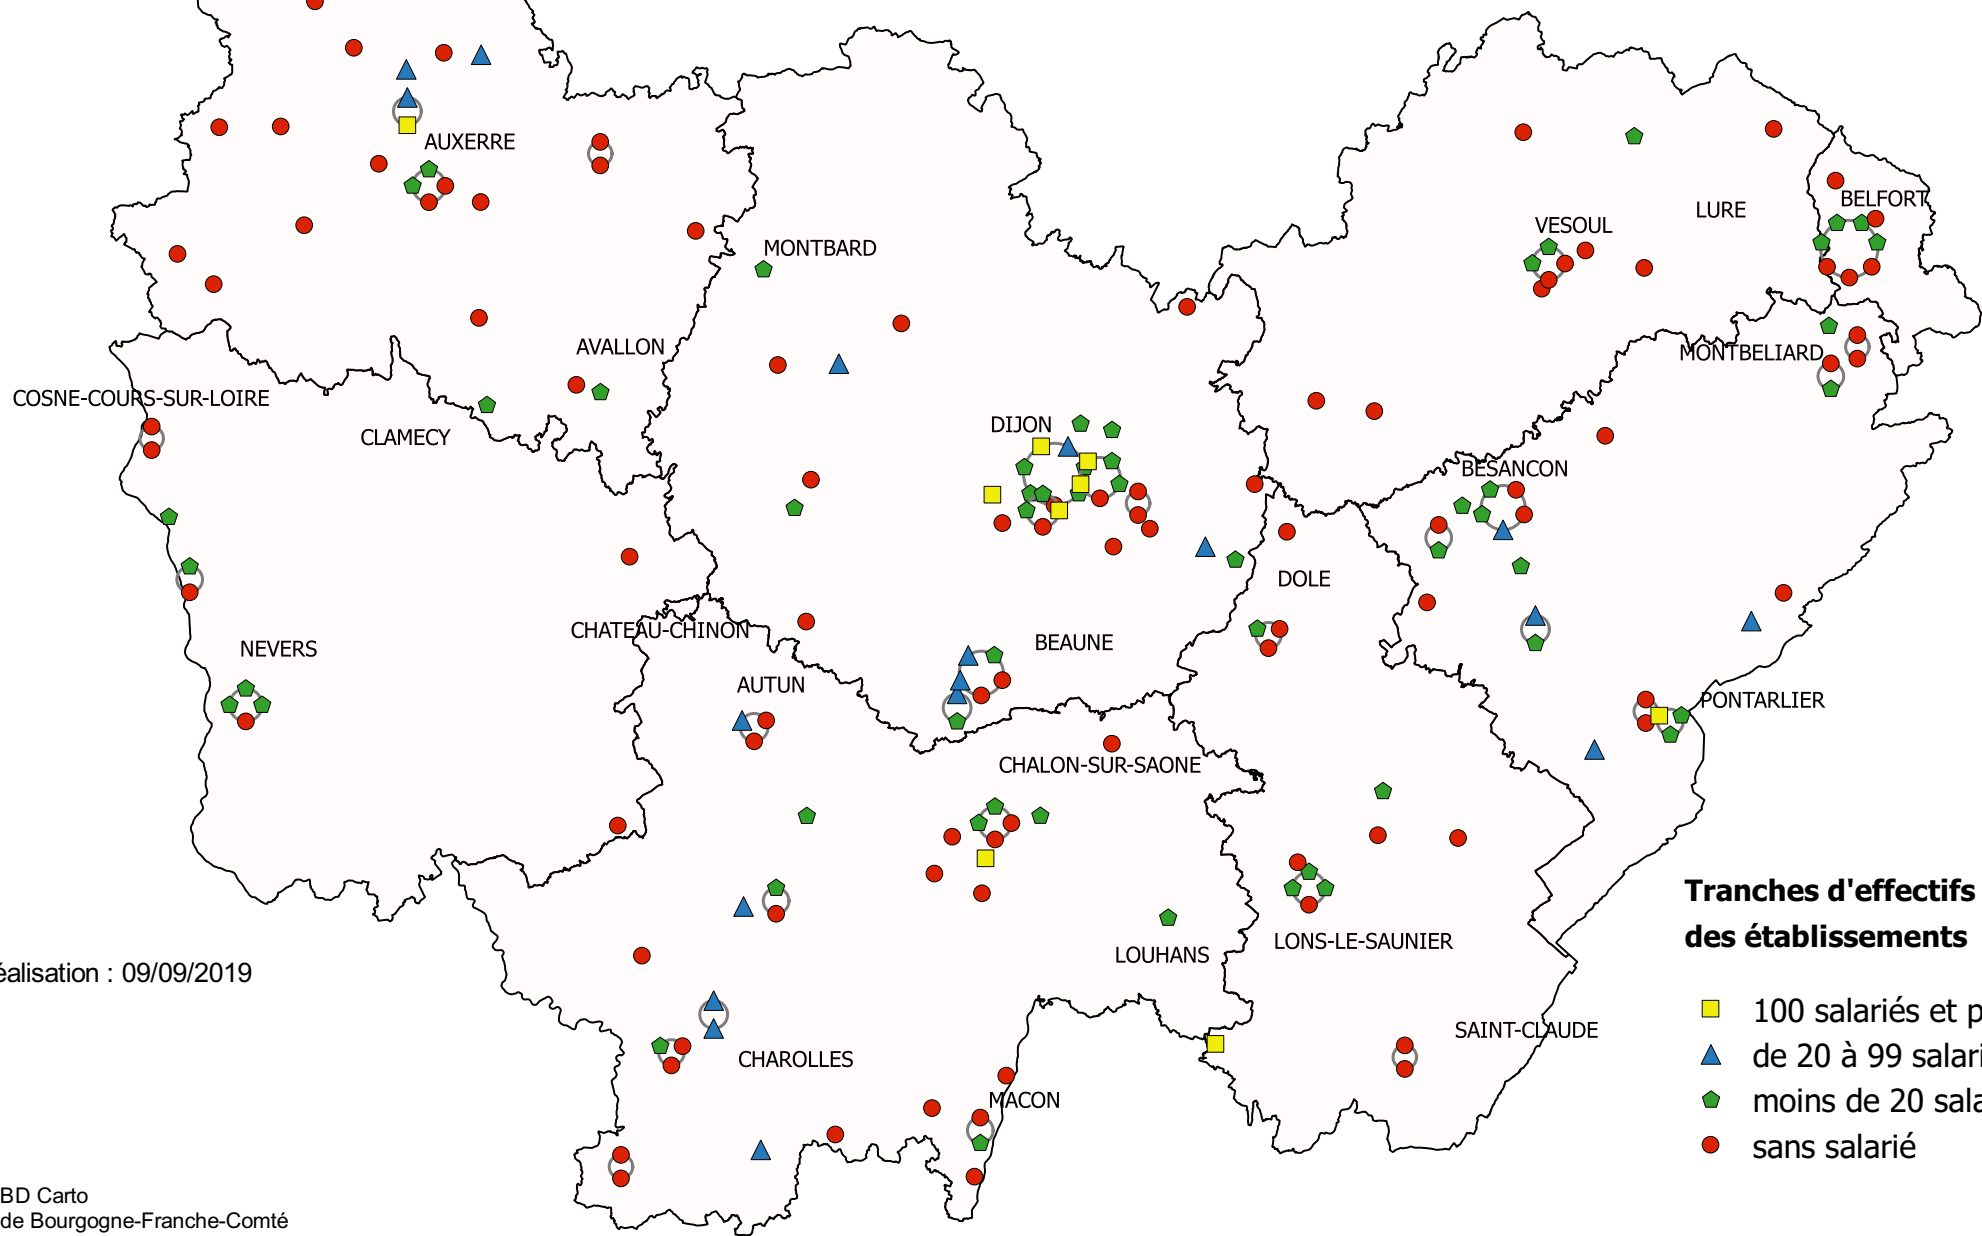 AUXERRE
BELFORT
LURE
VESOUL
MONTBARD
AVALLON
MONTBELIARD
COSNE-COURS-SUR-LOIRE
CLAMECY
DIJON
BESANCON
DOLE
CHATEAU-CHINON
BEAUNE
NEVERS
AUTUN
PONTARLIER
CHALON-SUR-SAONE
LONS-LE-SAUNIER
LOUHANS
SAINT-CLAUDE
CHAROLLES
MACON
éalisation : 09/09/2019
Tranches d'effectifs
des établissements
100 salariés et p
de 20 à 99 salari
moins de 20 sala
sans salarié
BD Carto
de Bourgogne-Franche-Comté